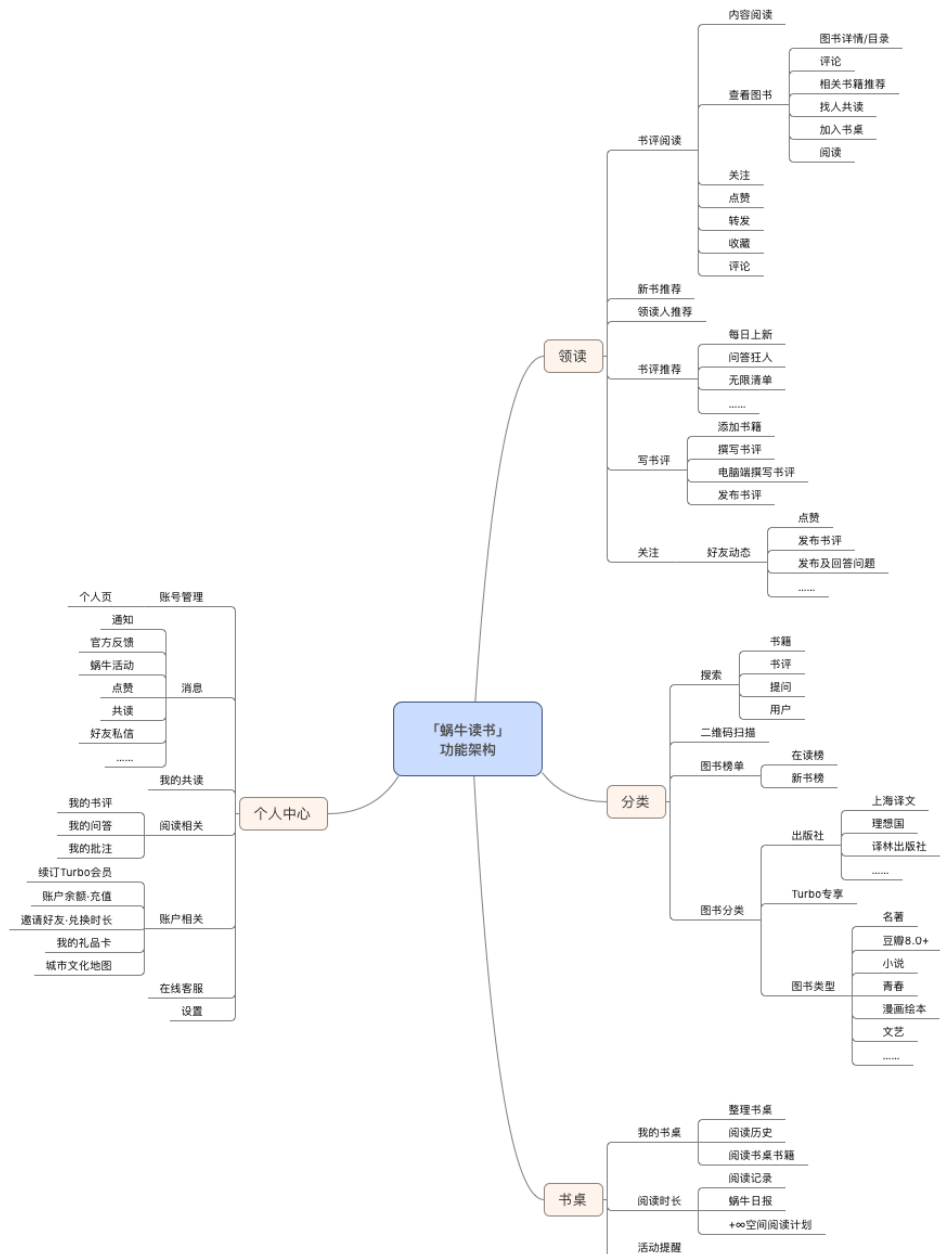 「蜗牛读书」
功能架构
领读
书评阅读
内容阅读
查看图书
图书详情/目录
评论
相关书籍推荐
找人共读
加入书桌
阅读
关注
点赞
转发
收藏
评论
新书推荐
领读人推荐
书评推荐
每日上新
问答狂人
无限清单
……
写书评
添加书籍
撰写书评
电脑端撰写书评
发布书评
关注
好友动态
点赞
发布书评
发布及回答问题
……
分类
搜索
书籍
书评
提问
用户
二维码扫描
图书榜单
在读榜
新书榜
图书分类
出版社
上海译文
理想国
译林出版社
……
Turbo专享
图书类型
名著
豆瓣8.0+
小说
青春
漫画绘本
文艺
……
书桌
我的书桌
整理书桌
阅读历史
阅读书桌书籍
阅读时长
阅读记录
蜗牛日报
+∞空间阅读计划
活动提醒
个人中心
账号管理
个人页
消息
通知
官方反馈
蜗牛活动
点赞
共读
好友私信
……
我的共读
阅读相关
我的书评
我的问答
我的批注
账户相关
续订Turbo会员
账户余额·充值
邀请好友·兑换时长
我的礼品卡
城市文化地图
在线客服
设置